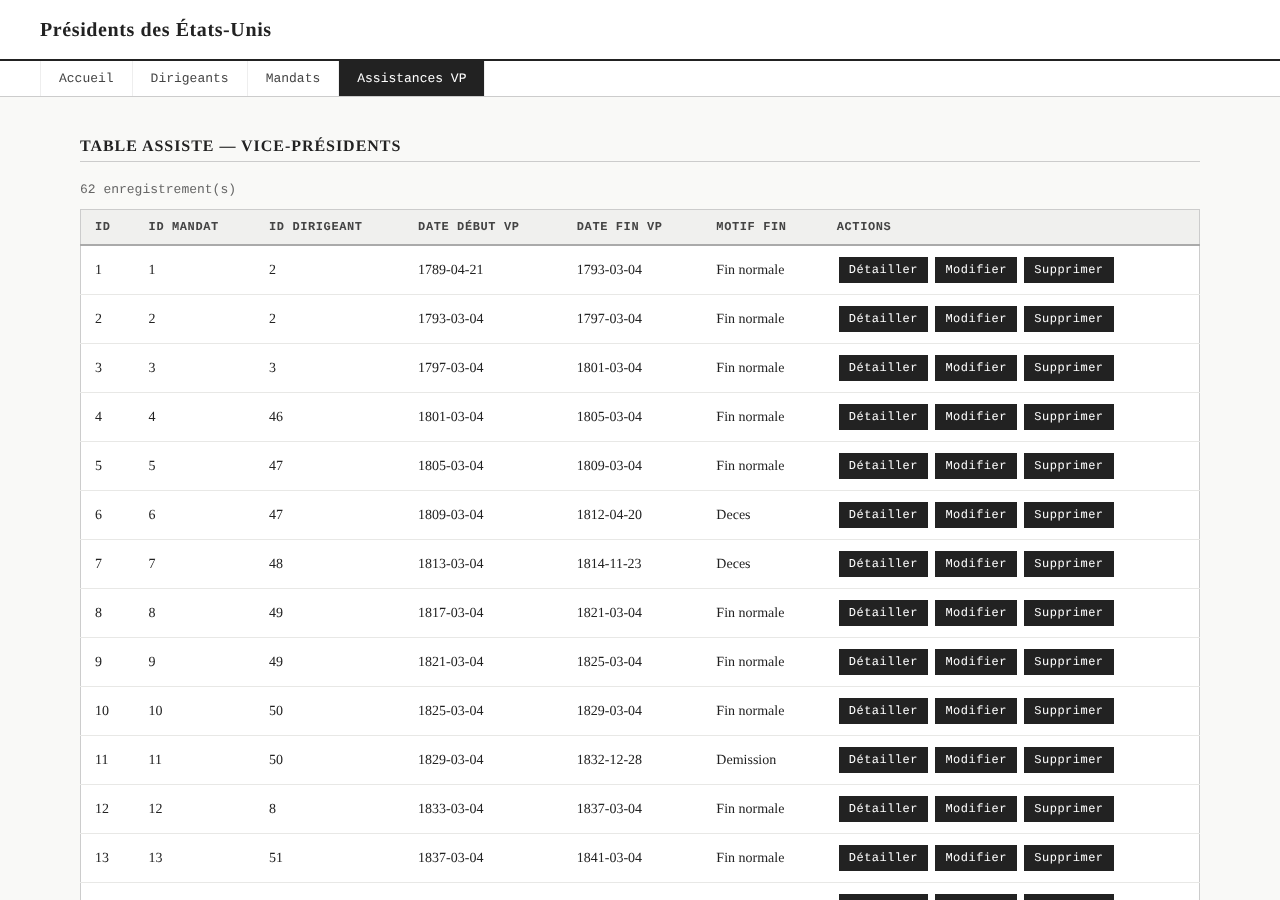 Présidents des États-Unis
Accueil Dirigeants Mandats Assistances VP
TABLE ASSISTE — VICE-PRÉSIDENTS
62 enregistrement(s)
ID ID MANDAT ID DIRIGEANT DATE DÉBUT VP DATE FIN VP MOTIF FIN ACTIONS
1 1 2 1789-04-21 1793-03-04 Fin normale Détailler Modifier Supprimer
2 2 2 1793-03-04 1797-03-04 Fin normale Détailler Modifier Supprimer
3 3 3 1797-03-04 1801-03-04 Fin normale Détailler Modifier Supprimer
4 4 46 1801-03-04 1805-03-04 Fin normale Détailler Modifier Supprimer
5 5 47 1805-03-04 1809-03-04 Fin normale Détailler Modifier Supprimer
6 6 47 1809-03-04 1812-04-20 Deces Détailler Modifier Supprimer
7 7 48 1813-03-04 1814-11-23 Deces Détailler Modifier Supprimer
8 8 49 1817-03-04 1821-03-04 Fin normale Détailler Modifier Supprimer
9 9 49 1821-03-04 1825-03-04 Fin normale Détailler Modifier Supprimer
10 10 50 1825-03-04 1829-03-04 Fin normale Détailler Modifier Supprimer
11 11 50 1829-03-04 1832-12-28 Demission Détailler Modifier Supprimer
12 12 8 1833-03-04 1837-03-04 Fin normale Détailler Modifier Supprimer
13 13 51 1837-03-04 1841-03-04 Fin normale Détailler Modifier Supprimer